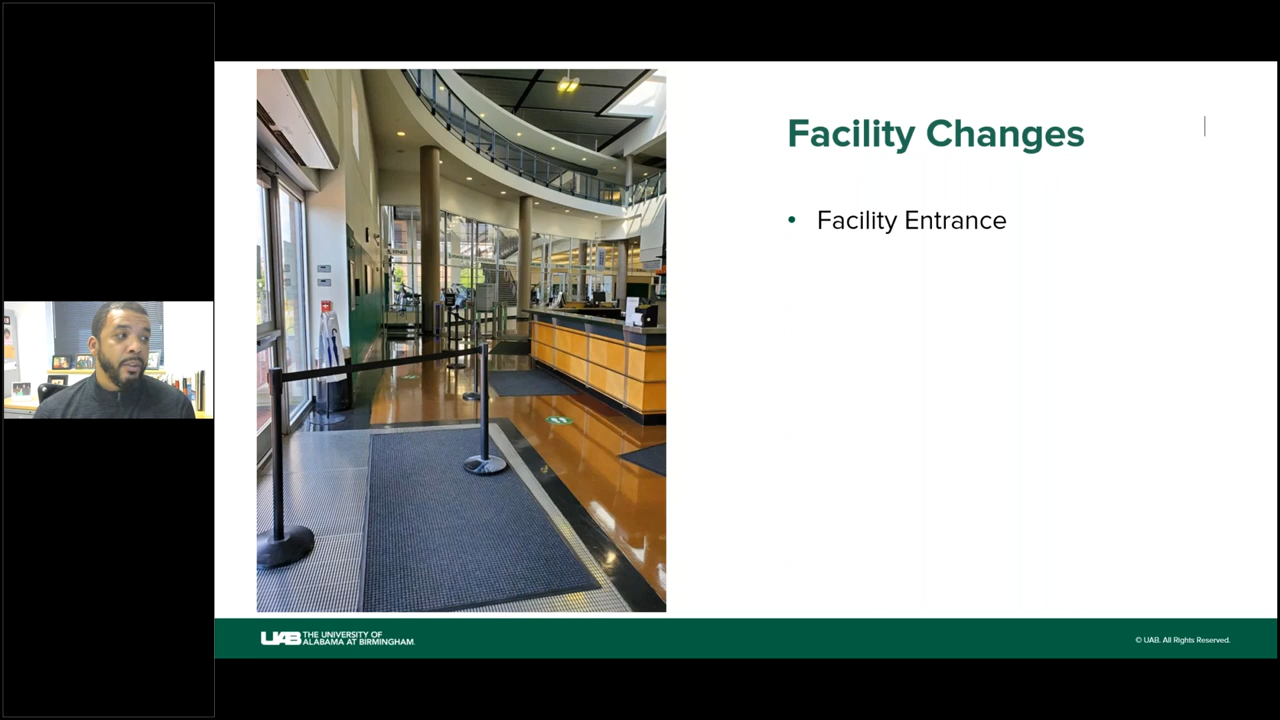 Facility Changes
• Facility Entrance
UAB THE UNIVERSITY OF
ALABAMA AT BIRMINGHAM.
© UAB. All Rights Reserved.